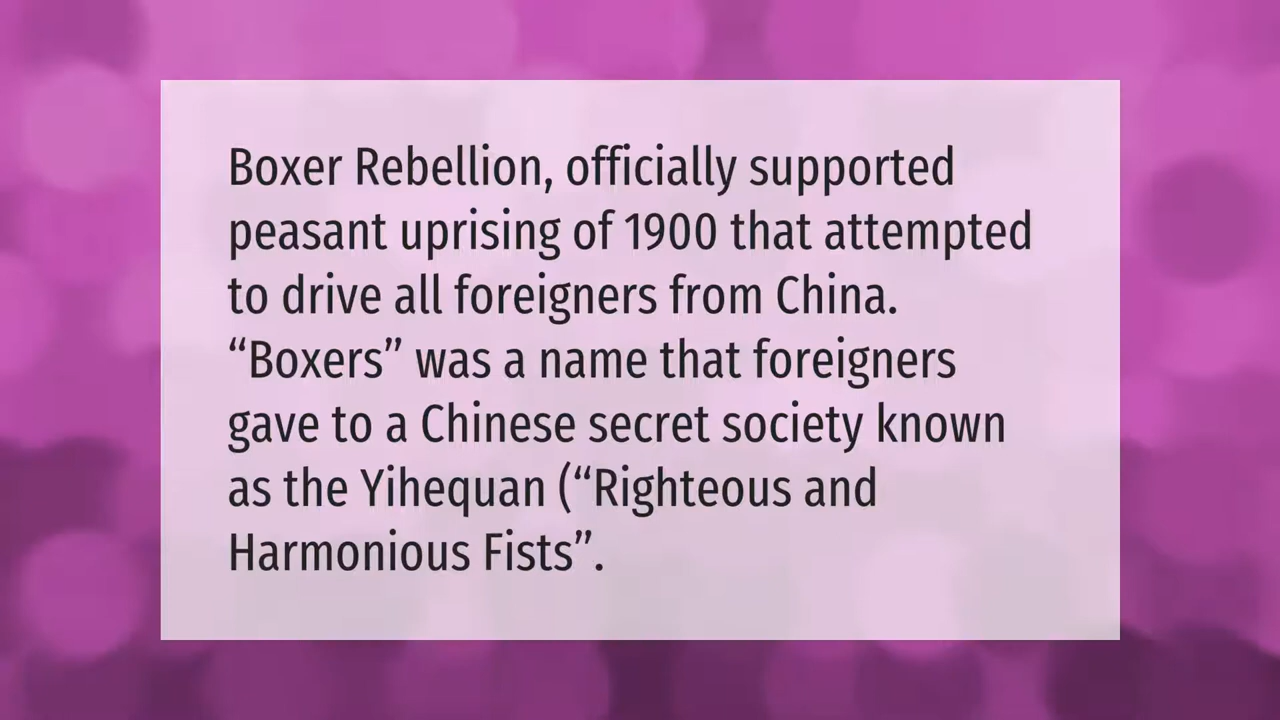 Boxer Rebellion, officially supported
peasant uprising of 1900 that attempted
to drive all foreigners from China.
“Boxers” was a name that foreigners
gave to a Chinese secret society known
as the Yihequan (“Righteous and
Harmonious Fists”.